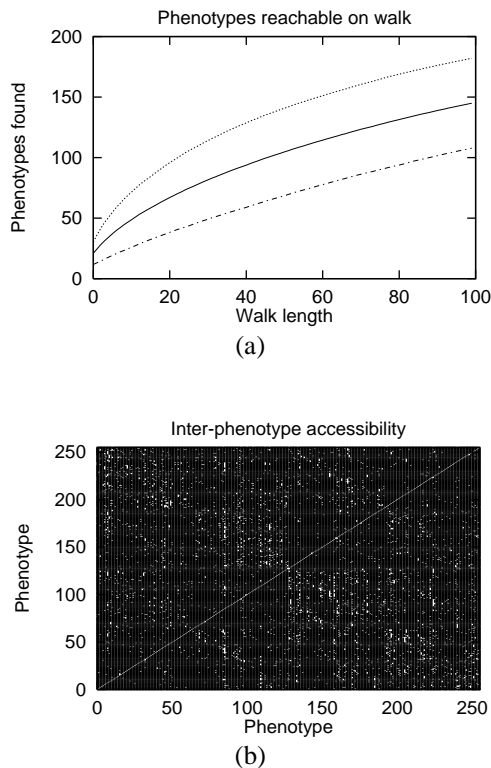 Phenotypes reachable on walk
200
150
100
50
0
Phenotypes found
0 20 40 60 80 100
Walk length
(a)
Inter-phenotype accessibility
250
200
150
100
50
0
Phenotype
0 50 100 150 200 250
Phenotype
(b)